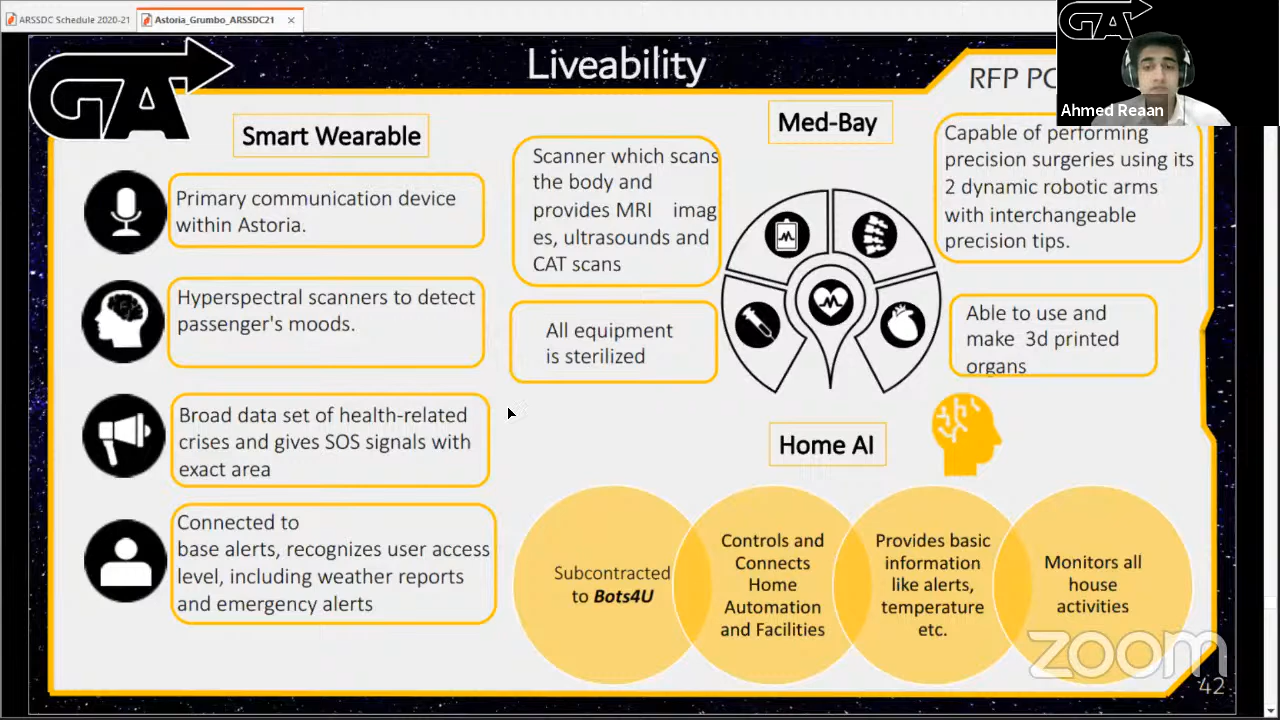 ARSSDC Schedule 2020-21
Astoria_Grumbo_ARSSDC21
GA
Liveability
RFP PO
GA
Ahmed Reaan
Smart Wearable
Primary communication device
within Astoria.
Hyperspectral scanners to detect
passenger's moods.
Broad data set of health-related
crises and gives SOS signals with
exact area
Connected to
base alerts, recognizes user access
level, including weather reports
and emergency alerts
Med-Bay
Scanner which scans
the body and
provides MRI imag
es, ultrasounds and
CAT scans
All equipment
is sterilized
Capable of performing
precision surgeries using its
2 dynamic robotic arms
with interchangeable
precision tips.
Able to use and
make 3d printed
organs
Home AI
Subcontracted
to Bots4U
Controls and
Connects
Home
Automation
and Facilities
Provides basic
information
like alerts,
temperature
etc.
Monitors all
house
activities
zoom
42